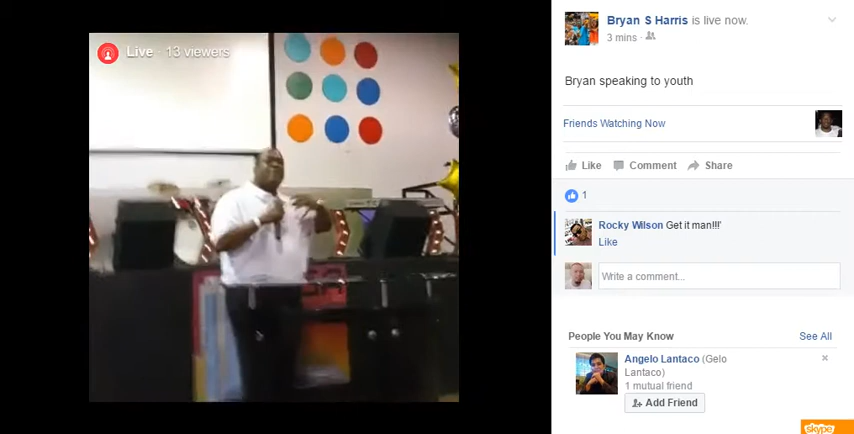 Live · 13 viewers
Bryan S Harris is live now.
3 mins ·
Bryan speaking to youth
Friends Watching Now
Like Comment Share
1
Rocky Wilson Get it man!!!'
Like
Write a comment...
People You May Know See All
Angelo Lantaco (Gelo
Lantaco)
1 mutual friend
Add Friend
skype